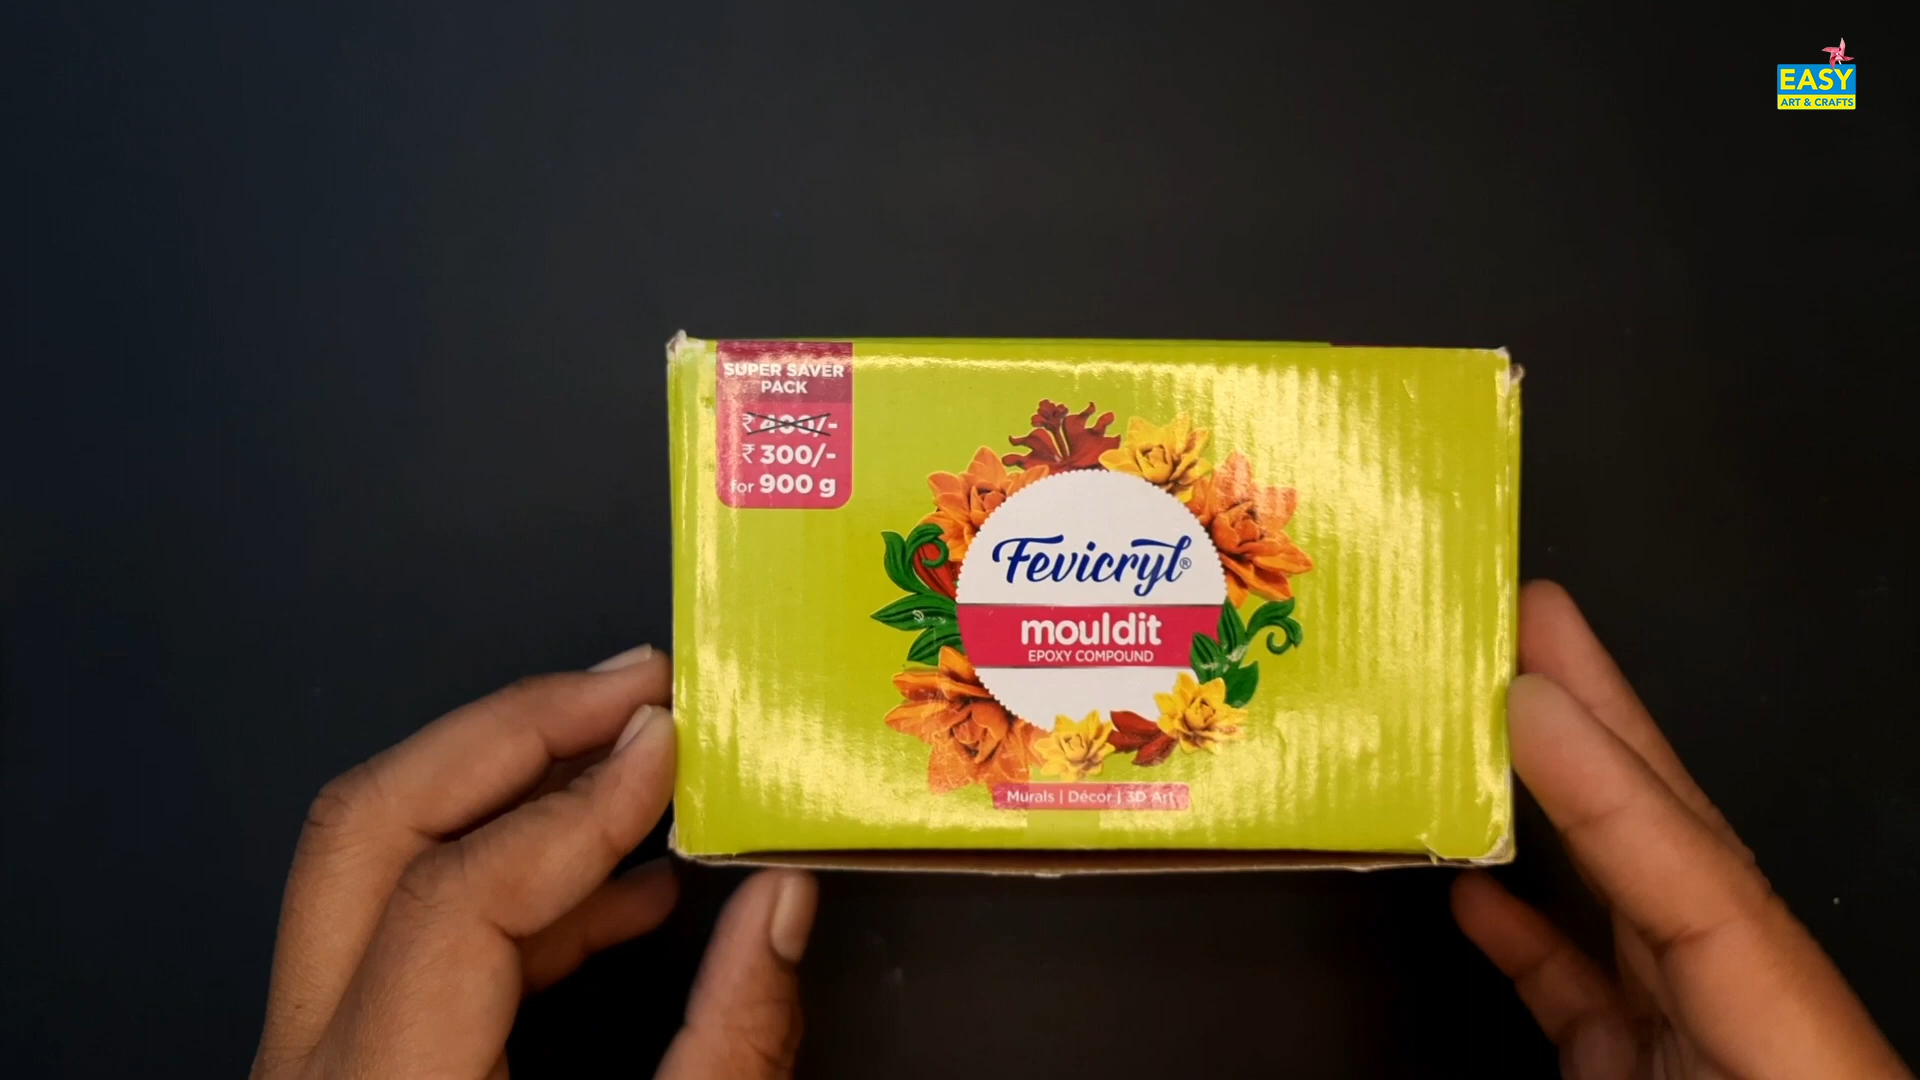 EASY
ART & CRAFTS
SUPER SAVER
PACK
₹ 400/-
₹ 300/-
for 900 g
Fevicryl®
mouldit
EPOXY COMPOUND
Murals | Décor | 3D Art